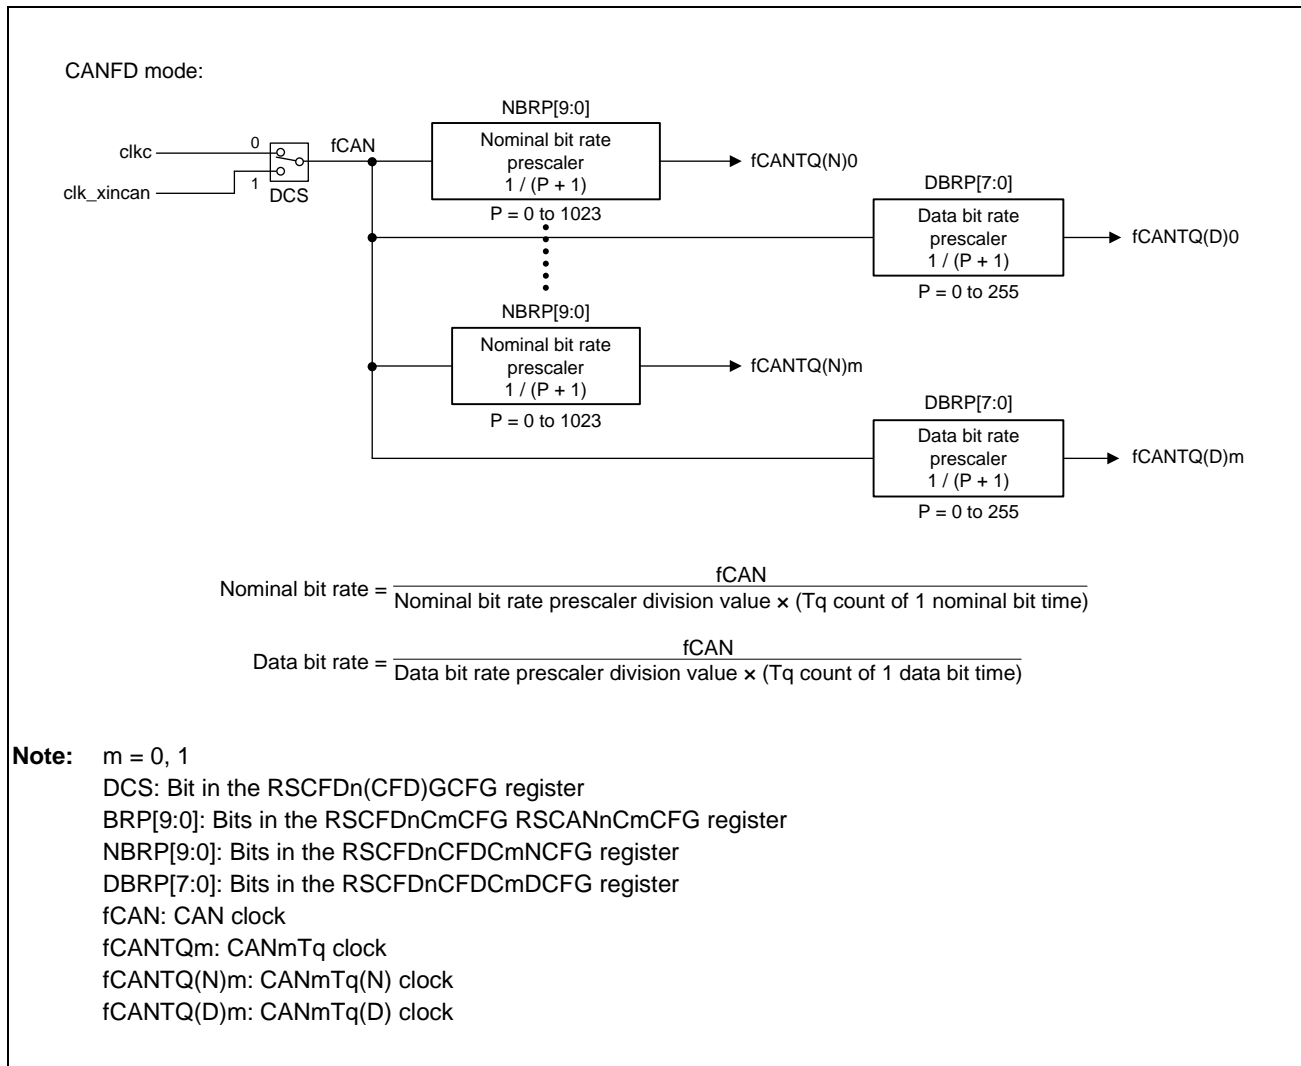 CANFD mode:
NBRP[9:0]
clkc
0
fCAN
Nominal bit rate
prescaler
1 / (P + 1)
fCANTQ(N)0
clk_xincan
1
DCS
P = 0 to 1023
DBRP[7:0]
Data bit rate
prescaler
1 / (P + 1)
fCANTQ(D)0
P = 0 to 255
NBRP[9:0]
Nominal bit rate
prescaler
1 / (P + 1)
fCANTQ(N)m
P = 0 to 1023
DBRP[7:0]
Data bit rate
prescaler
1 / (P + 1)
fCANTQ(D)m
P = 0 to 255
fCAN
Nominal bit rate =
Nominal bit rate prescaler division value × (Tq count of 1 nominal bit time)
fCAN
Data bit rate =
Data bit rate prescaler division value × (Tq count of 1 data bit time)
Note: m = 0, 1
DCS: Bit in the RSCFDn(CFD)GCFG register
BRP[9:0]: Bits in the RSCFDnCmCFG RSCANnCmCFG register
NBRP[9:0]: Bits in the RSCFDnCFDCmNCFG register
DBRP[7:0]: Bits in the RSCFDnCFDCmDCFG register
fCAN: CAN clock
fCANTQm: CANmTq clock
fCANTQ(N)m: CANmTq(N) clock
fCANTQ(D)m: CANmTq(D) clock